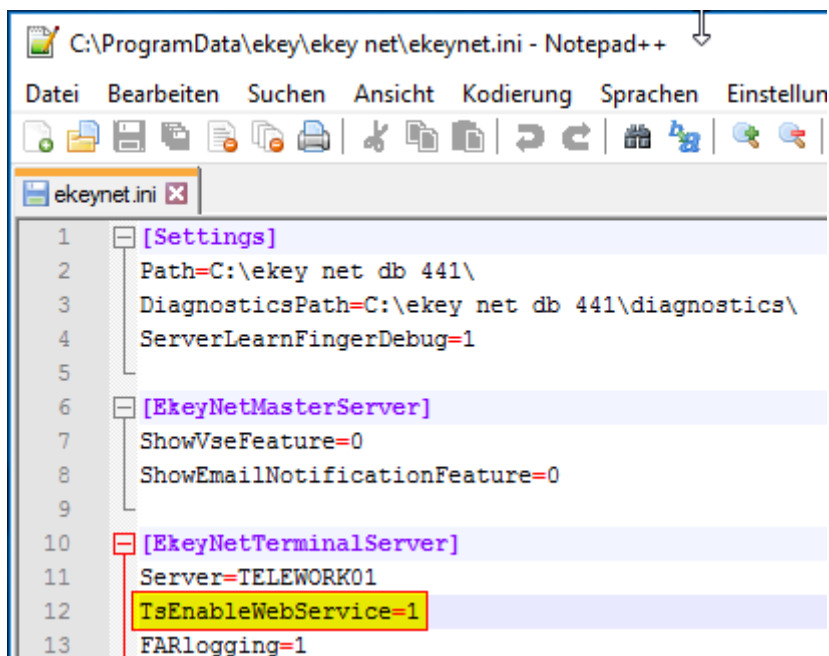 C:\ProgramData\ekey\ekey net\ekeynet.ini - Notepad++
Datei Bearbeiten Suchen Ansicht Kodierung Sprachen Einstellun
ekeynet.ini
1 [Settings]
2 Path=C:\ekey net db 441\
3 DiagnosticsPath=C:\ekey net db 441\diagnostics\
4 ServerLearnFingerDebug=1
5
6 [EkeyNetMasterServer]
7 ShowVseFeature=0
8 ShowEmailNotificationFeature=0
9
10 [EkeyNetTerminalServer]
11 Server=TELEWORK01
12 TsEnableWebService=1
13 FARlogging=1